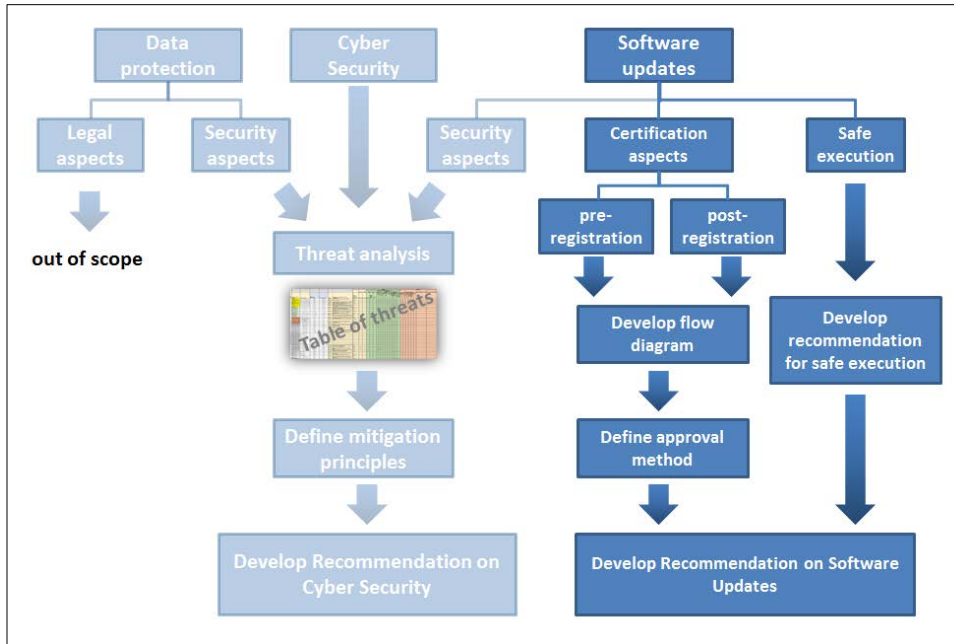 Data
protection
Cyber
Security
Software
updates
Legal
aspects
Security
aspects
Security
aspects
Certification
aspects
Safe
execution
pre-
registration
post-
registration
out of scope
Threat analysis
Table of threats
Develop flow
diagram
Develop
recommendation
for safe execution
Define mitigation
principles
Define approval
method
Develop Recommendation on
Cyber Security
Develop Recommendation on Software
Updates